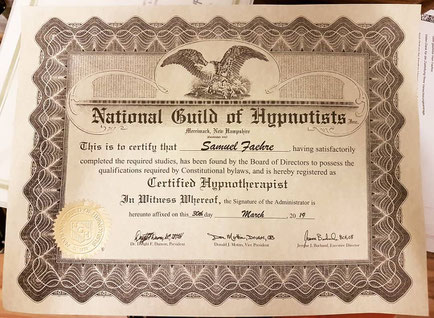 National Guild of Hypnotists Inc.
Merrimack, New Hampshire
This is to certify that Samuel Faehre, having satisfactorily
completed the required studies, has been found by the Board of Directors to possess the
qualifications required by Constitutional bylaws, and is hereby registered as
Certified Hypnotherapist
In Witness Whereof, the Signature of the Administrator is
hereunto affixed on this 30th day March, 2019
Dr. Dwight F. Damon, President
Donald J. Mottin, Vice President